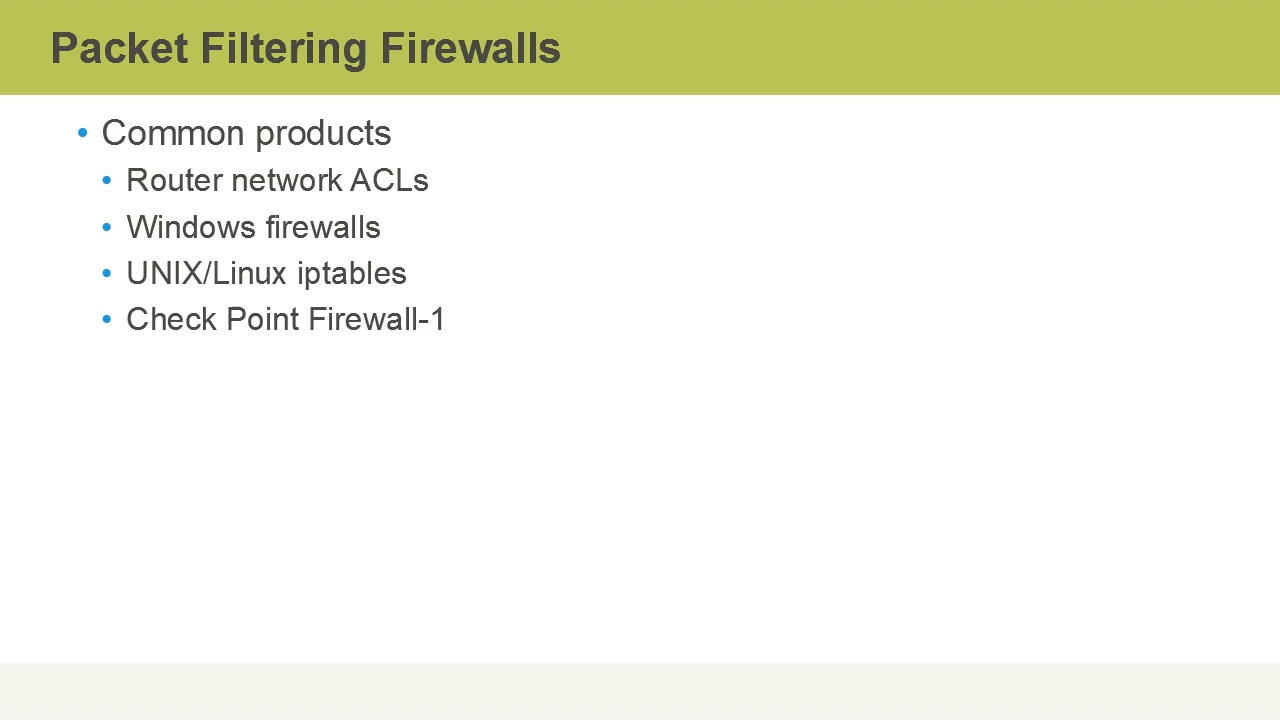 Packet Filtering Firewalls
• Common products
• Router network ACLs
• Windows firewalls
• UNIX/Linux iptables
• Check Point Firewall-1